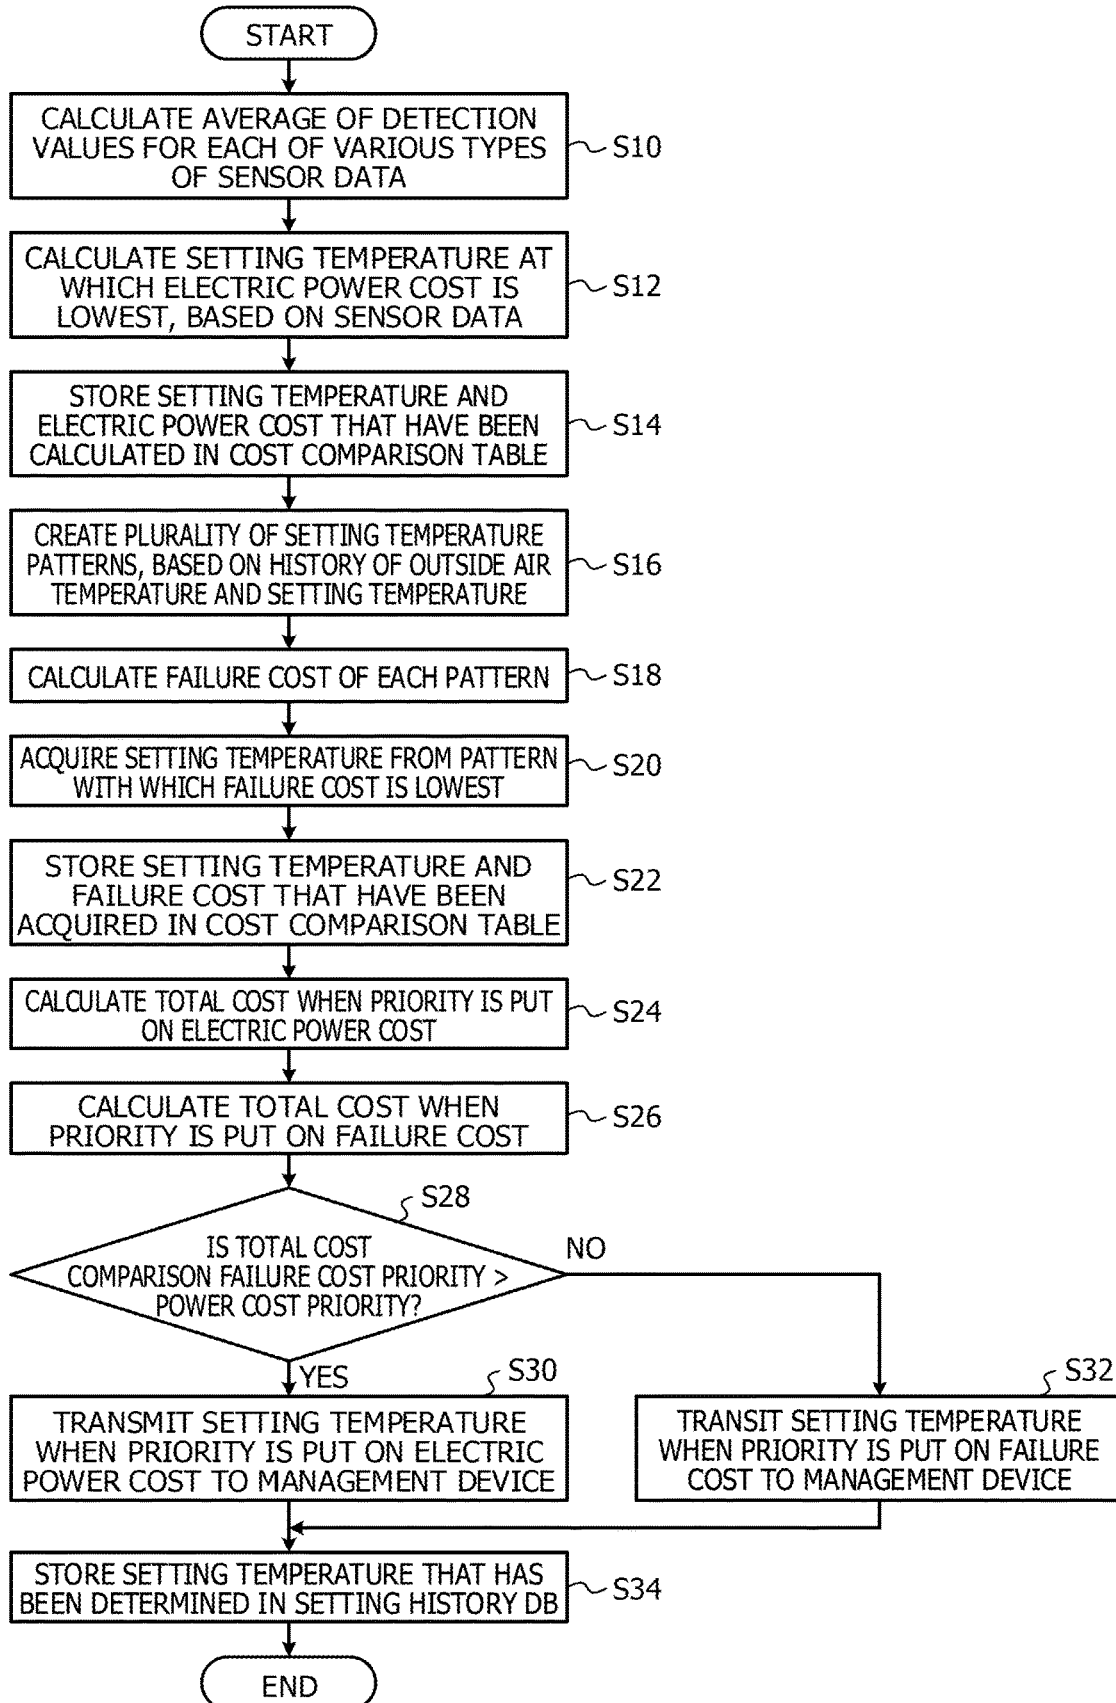 START
CALCULATE AVERAGE OF DETECTION
VALUES FOR EACH OF VARIOUS TYPES
OF SENSOR DATA
S10
CALCULATE SETTING TEMPERATURE AT
WHICH ELECTRIC POWER COST IS
LOWEST, BASED ON SENSOR DATA
S12
STORE SETTING TEMPERATURE AND
ELECTRIC POWER COST THAT HAVE BEEN
CALCULATED IN COST COMPARISON TABLE
S14
CREATE PLURALITY OF SETTING TEMPERATURE
PATTERNS, BASED ON HISTORY OF OUTSIDE AIR
TEMPERATURE AND SETTING TEMPERATURE
S16
CALCULATE FAILURE COST OF EACH PATTERN
S18
ACQUIRE SETTING TEMPERATURE FROM PATTERN
WITH WHICH FAILURE COST IS LOWEST
S20
STORE SETTING TEMPERATURE AND
FAILURE COST THAT HAVE BEEN
ACQUIRED IN COST COMPARISON TABLE
S22
CALCULATE TOTAL COST WHEN PRIORITY IS PUT
ON ELECTRIC POWER COST
S24
CALCULATE TOTAL COST WHEN
PRIORITY IS PUT ON FAILURE COST
S26
S28
IS TOTAL COST
COMPARISON FAILURE COST PRIORITY >
POWER COST PRIORITY?
NO
YES
S30
TRANSMIT SETTING TEMPERATURE
WHEN PRIORITY IS PUT ON ELECTRIC
POWER COST TO MANAGEMENT DEVICE
S32
TRANSIT SETTING TEMPERATURE
WHEN PRIORITY IS PUT ON FAILURE
COST TO MANAGEMENT DEVICE
STORE SETTING TEMPERATURE THAT HAS
BEEN DETERMINED IN SETTING HISTORY DB
S34
END